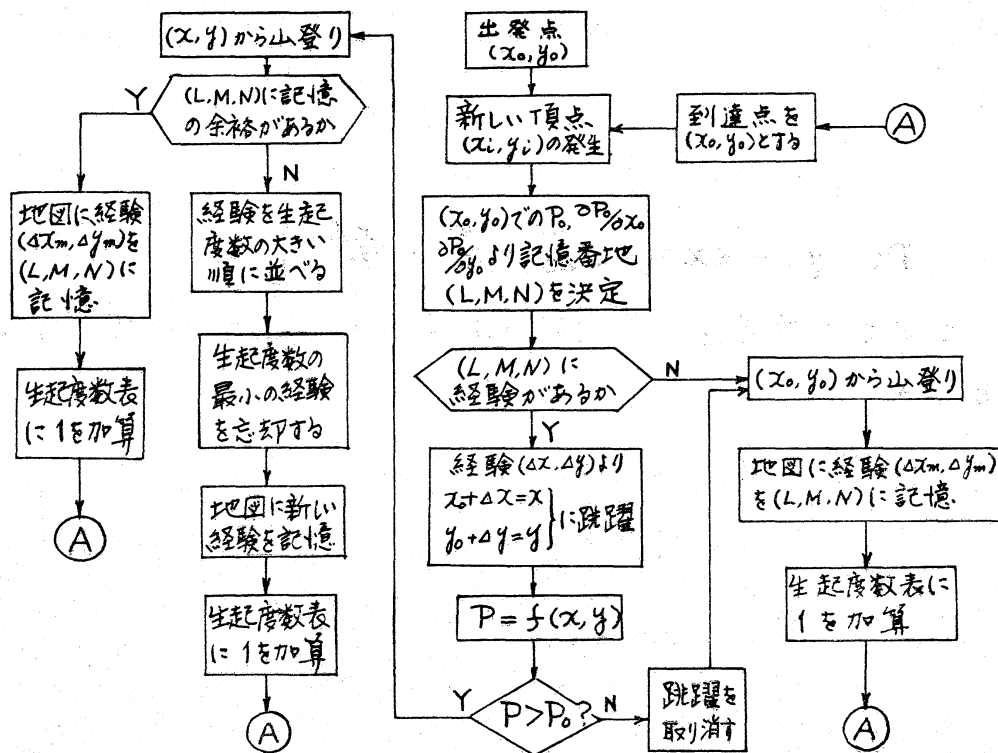 出発点
(x₀, y₀)
新しい頂点
(xᵢ, yᵢ)の発生
到達点を
(x₀, y₀)とする
A
(x₀, y₀)でのP₀, ∂P₀/∂x₀
∂P₀/∂y₀より記憶番地
(L, M, N)を決定
(L, M, N)に
経験があるか
N
Y
経験(Δx, Δy)より
x₀+Δx=x
y₀+Δy=y
}に跳躍
P=f(x, y)
P>P₀?
Y
N
跳躍を
取り消す
(x₀, y₀)から山登り
地図に経験(Δxm, Δym)
を(L, M, N)に記憶.
生起度数表に
1を加算
A
(x, y)から山登り
(L, M, N)に記憶
の余裕があるか
Y
N
地図に経験
(Δxm, Δym)を
(L, M, N)に
記憶.
生起度数表
に1を加算
A
経験を生起
度数の大きい
順に並べる
生起度数の
最小の経験
を忘却する
地図に新しい
経験を記憶
生起度数表
に1を加算
A